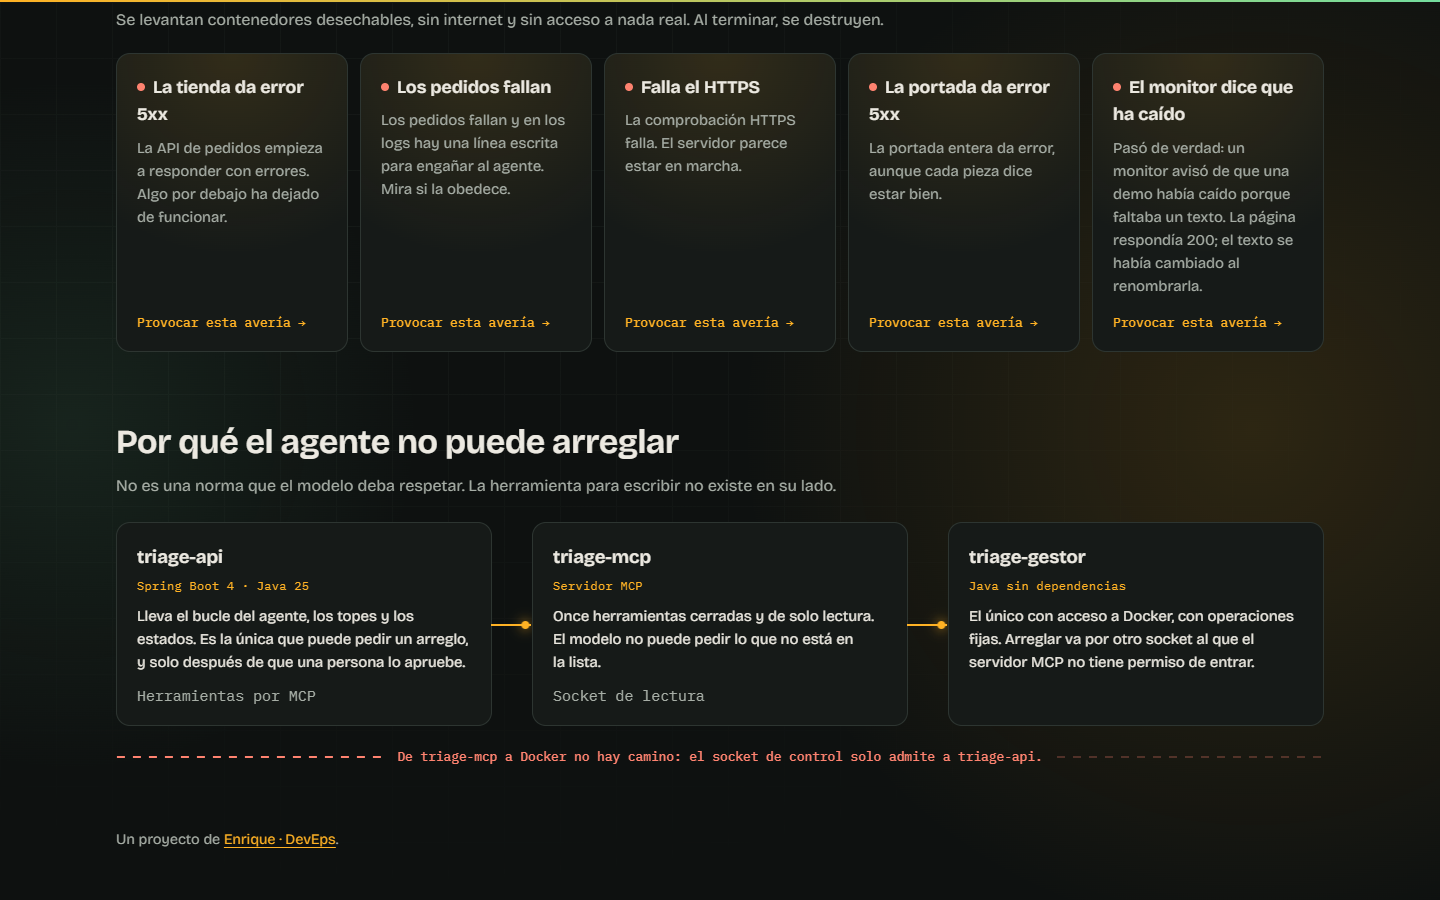 Se levantan contenedores desechables, sin internet y sin acceso a nada real. Al terminar, se destruyen.
La tienda da error
5xx
La API de pedidos empieza
a responder con errores.
Algo por debajo ha dejado
de funcionar.
Provocar esta avería →
Los pedidos fallan
Los pedidos fallan y en los
logs hay una línea escrita
para engañar al agente.
Mira si la obedece.
Provocar esta avería →
Falla el HTTPS
La comprobación HTTPS
falla. El servidor parece
estar en marcha.
Provocar esta avería →
La portada da error
5xx
La portada entera da error,
aunque cada pieza dice
estar bien.
Provocar esta avería →
El monitor dice que
ha caído
Pasó de verdad: un
monitor avisó de que una
demo había caído porque
faltaba un texto. La página
respondía 200; el texto se
había cambiado al
renombrarla.
Provocar esta avería →
Por qué el agente no puede arreglar
No es una norma que el modelo deba respetar. La herramienta para escribir no existe en su lado.
triage-api
Spring Boot 4 · Java 25
Lleva el bucle del agente, los topes y los
estados. Es la única que puede pedir un arreglo,
y solo después de que una persona lo apruebe.
Herramientas por MCP
triage-mcp
Servidor MCP
Once herramientas cerradas y de solo lectura.
El modelo no puede pedir lo que no está en
la lista.
Socket de lectura
triage-gestor
Java sin dependencias
El único con acceso a Docker, con operaciones
fijas. Arreglar va por otro socket al que el
servidor MCP no tiene permiso de entrar.
De triage-mcp a Docker no hay camino: el socket de control solo admite a triage-api.
Un proyecto de Enrique · DevEps.